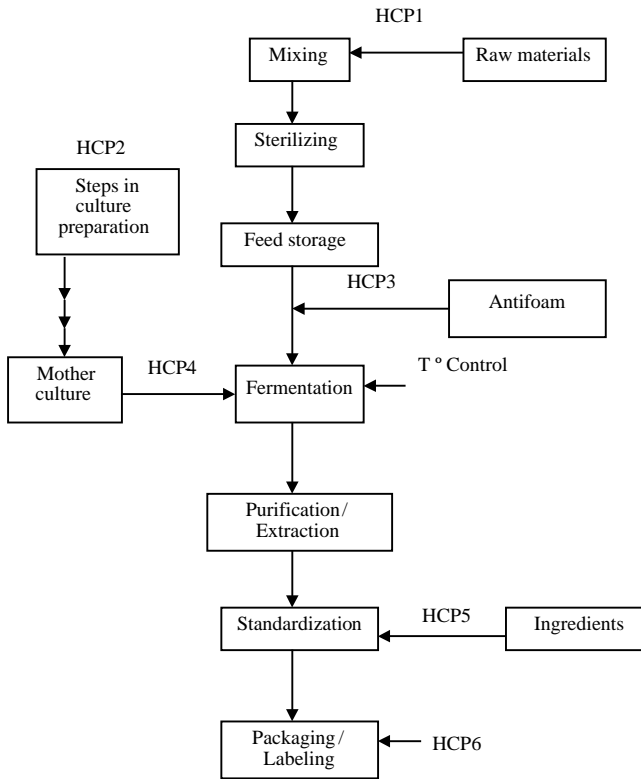 HCP1
Mixing
Raw materials
Sterilizing
HCP2
Steps in
culture
preparation
Feed storage
HCP3
Antifoam
Mother
culture
HCP4
Fermentation
T º Control
Purification/
Extraction
Standardization
HCP5
Ingredients
Packaging/
Labeling
HCP6